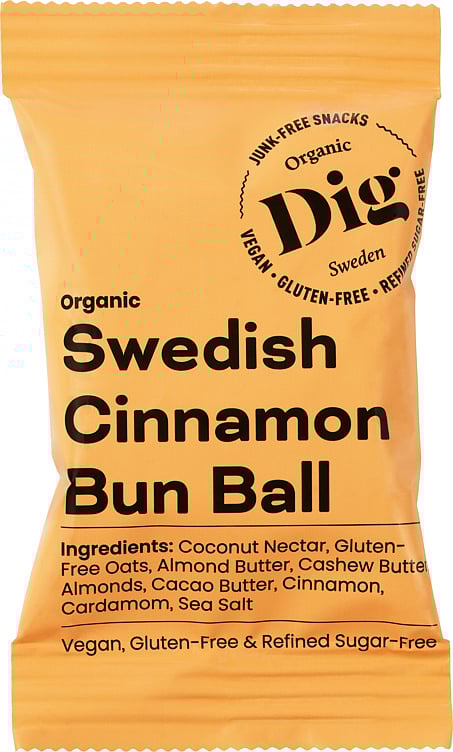 JUNK-FREE SNACKS
Organic
Dig
Sweden
VEGAN • GLUTEN-FREE • REFINED SUGAR-FREE
Organic
Swedish
Cinnamon
Bun Ball
Ingredients: Coconut Nectar, Gluten-
Free Oats, Almond Butter, Cashew Butter
Almonds, Cacao Butter, Cinnamon,
Cardamom, Sea Salt
Vegan, Gluten-Free & Refined Sugar-Free